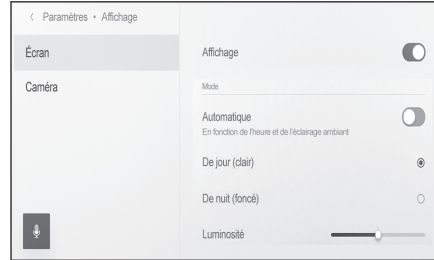 < Paramètres • Affichage
Écran
Caméra
Affichage
Mode
Automatique
En fonction de l'heure et de l'éclairage ambiant
De jour (clair)
De nuit (foncé)
Luminosité